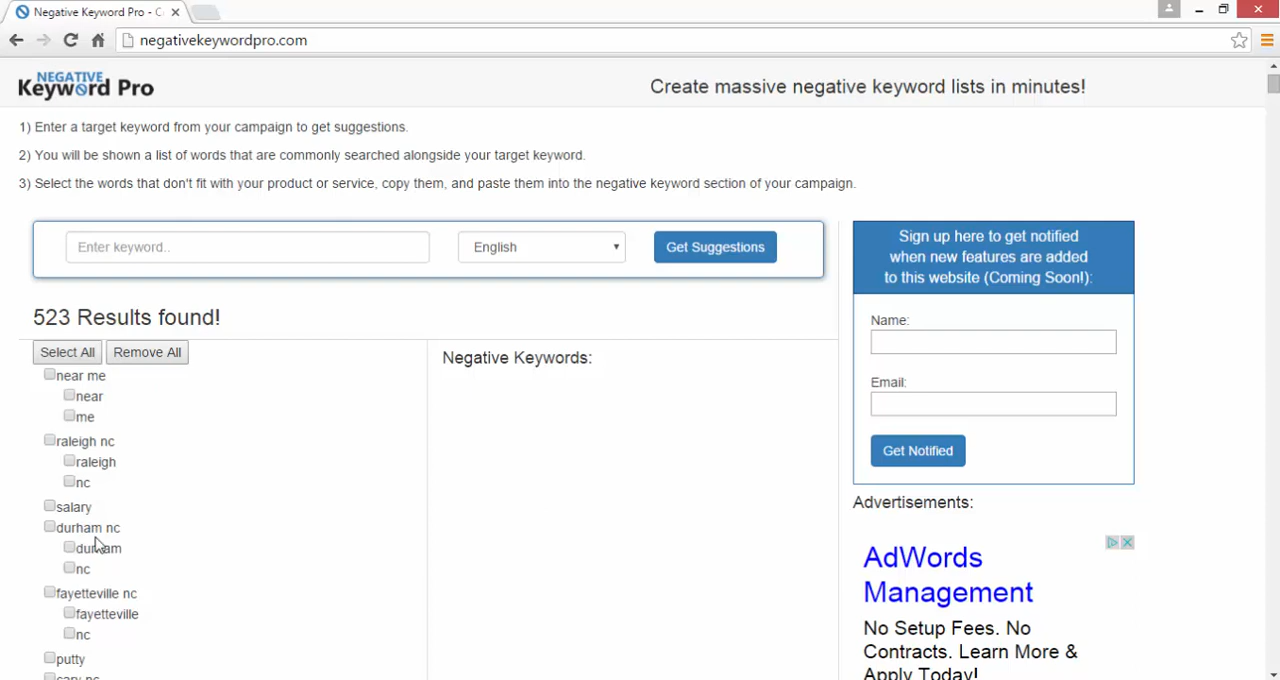 Negative Keyword Pro - C
negativekeywordpro.com
NEGATIVE
Keyword Pro
Create massive negative keyword lists in minutes!
1) Enter a target keyword from your campaign to get suggestions.
2) You will be shown a list of words that are commonly searched alongside your target keyword.
3) Select the words that don't fit with your product or service, copy them, and paste them into the negative keyword section of your campaign.
Enter keyword..
English
Get Suggestions
523 Results found!
Select All
Remove All
near me
near
me
raleigh nc
raleigh
nc
salary
durham nc
durham
nc
fayetteville nc
fayetteville
nc
putty
cary nc
Negative Keywords:
Sign up here to get notified
when new features are added
to this website (Coming Soon!):
Name:
Email:
Get Notified
Advertisements:
AdWords
Management
No Setup Fees. No
Contracts. Learn More &
Apply Today!